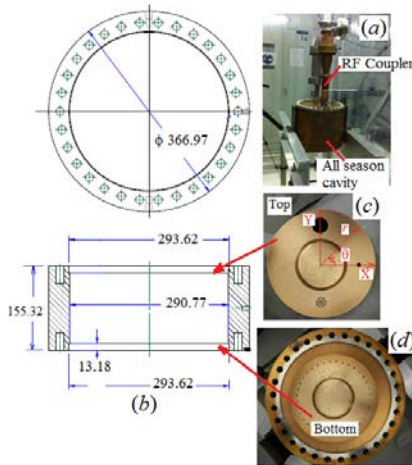 (a)
RF Coupler
ϕ 366.97
All season
cavity
Top
(c)
Y
r
θ
X
293.62
155.32
290.77
13.18
(d)
293.62
(b)
Bottom